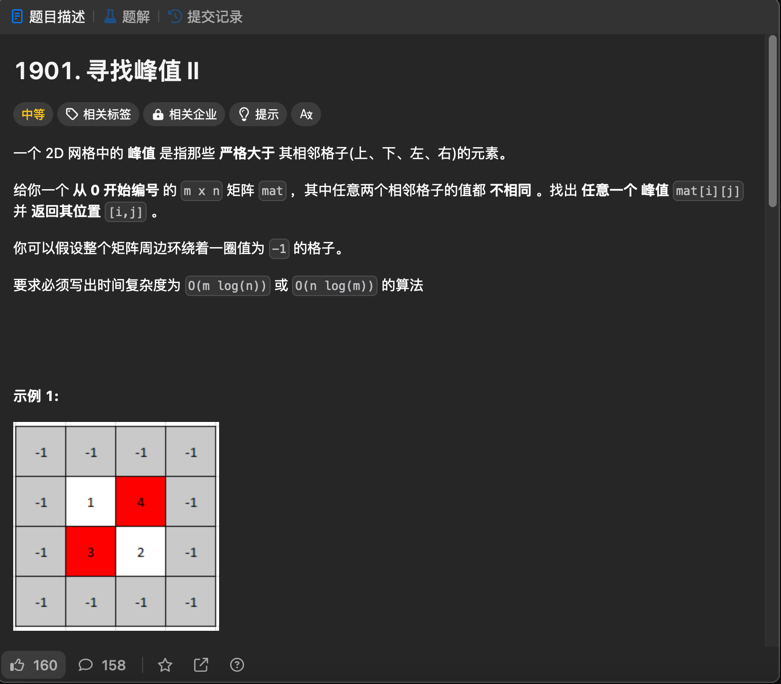 题目描述 题解 提交记录
1901. 寻找峰值 II
中等 相关标签 相关企业 提示 Aא
一个 2D 网格中的 峰值 是指那些 严格大于 其相邻格子(上、下、左、右)的元素。
给你一个 从 0 开始编号 的 m x n 矩阵 mat ，其中任意两个相邻格子的值都 不相同 。找出 任意一个 峰值 mat[i][j]
并 返回其位置 [i,j] 。
你可以假设整个矩阵周边环绕着一圈值为 -1 的格子。
要求必须写出时间复杂度为 O(m log(n)) 或 O(n log(m)) 的算法
示例 1:
-1 -1 -1 -1
-1 1 4 -1
-1 3 2 -1
-1 -1 -1 -1
160 158